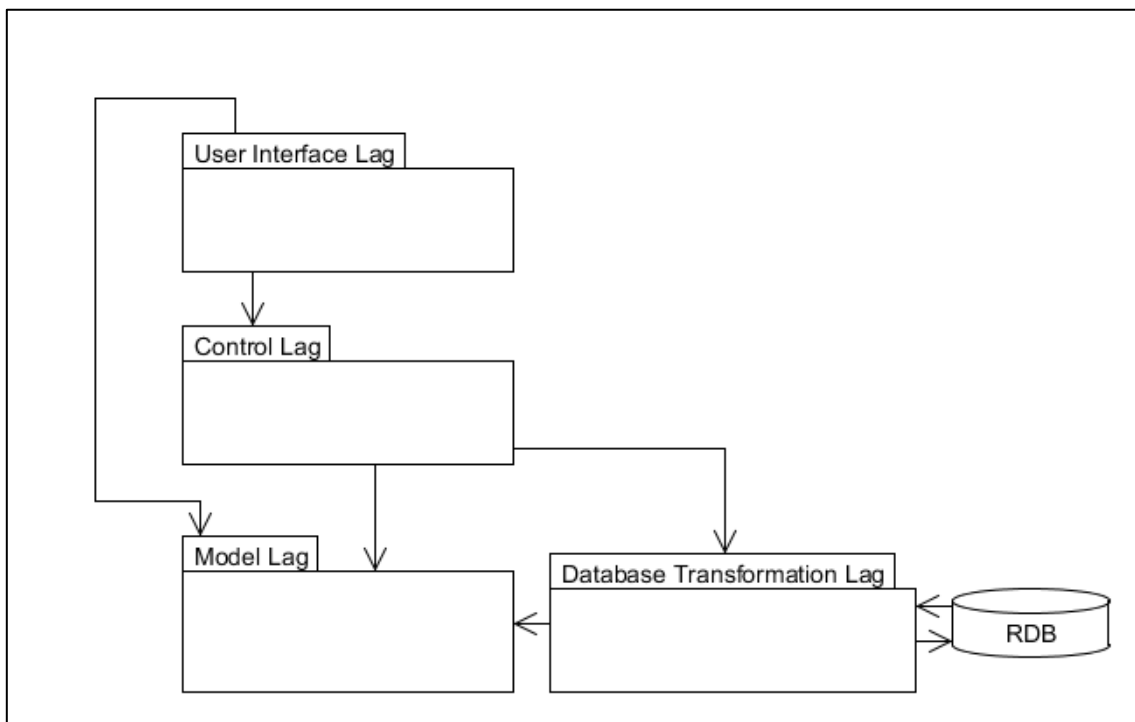 User Interface Lag
Control Lag
Model Lag
Database Transformation Lag
RDB